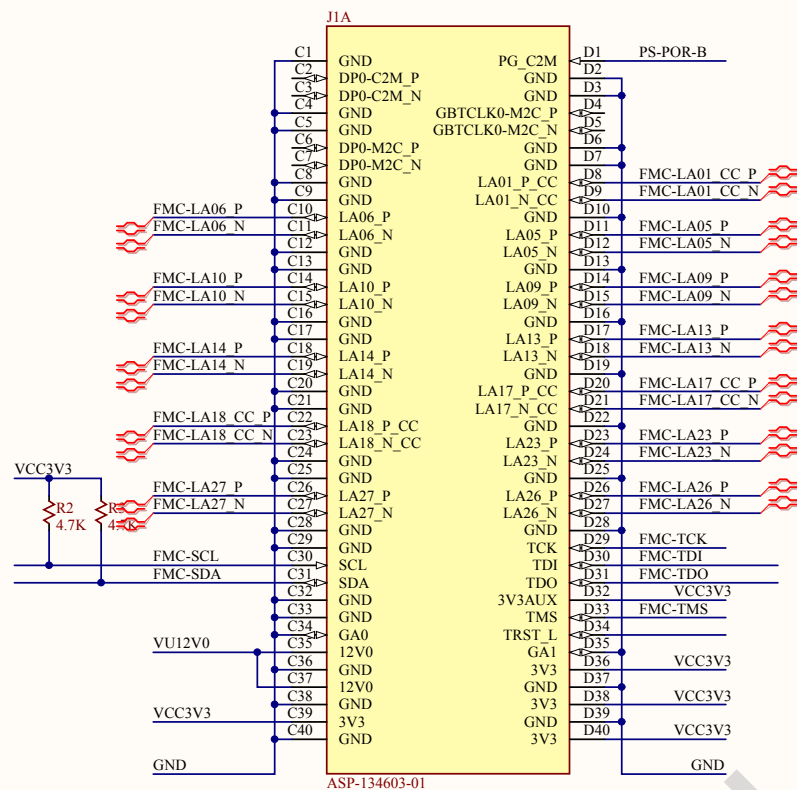 J1A
C1 GND PG_C2M D1 PS-POR-B
C2 DP0-C2M_P GND D2
C3 DP0-C2M_N GND D3
C4 GND GBTCLK0-M2C_P D4
C5 GND GBTCLK0-M2C_N D5
C6 DP0-M2C_P GND D6
C7 DP0-M2C_N GND D7
C8 GND LA01_P_CC D8 FMC-LA01_CC_P
C9 GND LA01_N_CC D9 FMC-LA01_CC_N
FMC-LA06_P C10 LA06_P GND D10
FMC-LA06_N C11 LA06_N LA05_P D11 FMC-LA05_P
C12 GND LA05_N D12 FMC-LA05_N
C13 GND GND D13
FMC-LA10_P C14 LA10_P LA09_P D14 FMC-LA09_P
FMC-LA10_N C15 LA10_N LA09_N D15 FMC-LA09_N
C16 GND GND D16
C17 GND LA13_P D17 FMC-LA13_P
FMC-LA14_P C18 LA14_P LA13_N D18 FMC-LA13_N
FMC-LA14_N C19 LA14_N GND D19
C20 GND LA17_P_CC D20 FMC-LA17_CC_P
C21 GND LA17_N_CC D21 FMC-LA17_CC_N
FMC-LA18_CC_P C22 LA18_P_CC GND D22
FMC-LA18_CC_N C23 LA18_N_CC LA23_P D23 FMC-LA23_P
C24 GND LA23_N D24 FMC-LA23_N
VCC3V3 C25 GND GND D25
FMC-LA27_P C26 LA27_P LA26_P D26 FMC-LA26_P
R2 FMC-LA27_N C27 LA27_N LA26_N D27 FMC-LA26_N
4.7K C28 GND GND D28
C29 GND TCK D29 FMC-TCK
FMC-SCL C30 SCL TDI D30 FMC-TDI
FMC-SDA C31 SDA TDO D31 FMC-TDO
C32 GND 3V3AUX D32 VCC3V3
C33 GND TMS D33 FMC-TMS
C34 GA0 TRST_L D34
VU12V0 C35 12V0 GA1 D35
C36 GND 3V3 D36 VCC3V3
C37 12V0 GND D37
C38 GND 3V3 D38 VCC3V3
VCC3V3 C39 3V3 GND D39
C40 GND 3V3 D40 VCC3V3
GND GND
ASP-134603-01